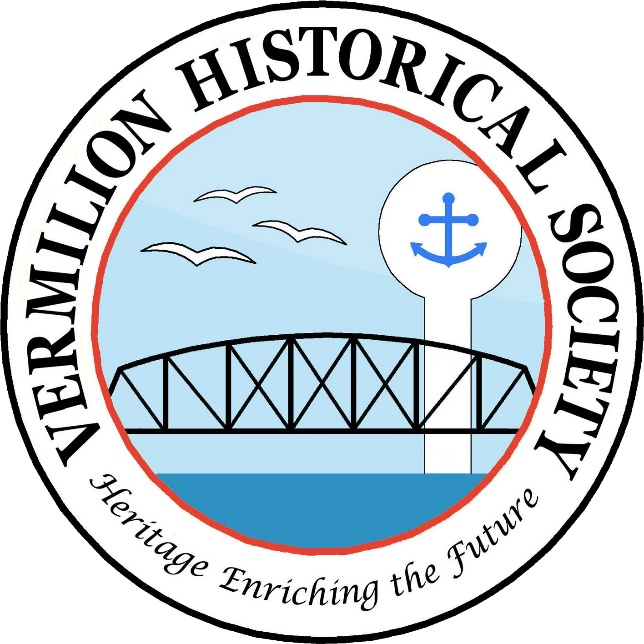 VERMILION HISTORICAL SOCIETY
Heritage Enriching the Future